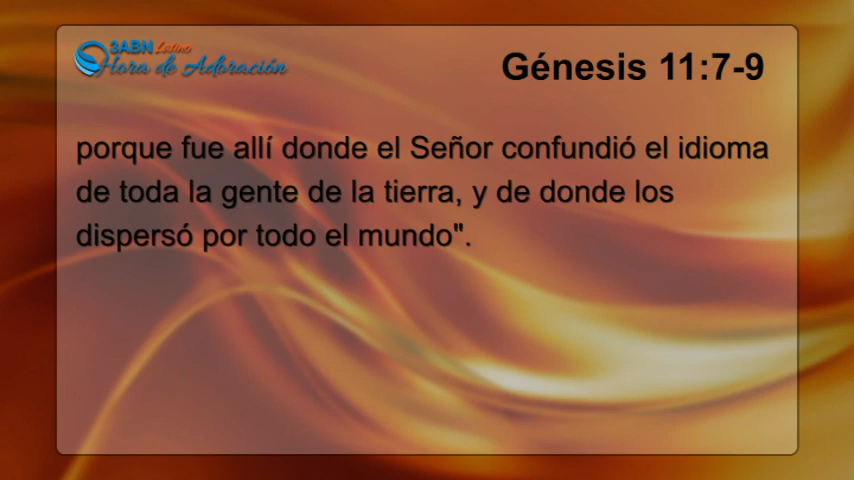 3ABN Latino
Hora de Adoración
Génesis 11:7-9
porque fue allí donde el Señor confundió el idioma
de toda la gente de la tierra, y de donde los
dispersó por todo el mundo".